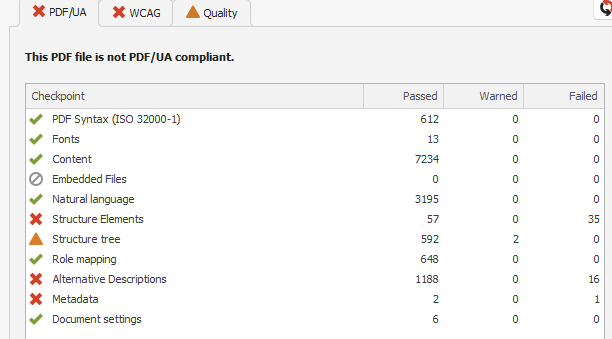 PDF/UA WCAG Quality
This PDF file is not PDF/UA compliant.
Checkpoint Passed Warned Failed
PDF Syntax (ISO 32000-1) 612 0 0
Fonts 13 0 0
Content 7234 0 0
Embedded Files 0 0 0
Natural language 3195 0 0
Structure Elements 57 0 35
Structure tree 592 2 0
Role mapping 648 0 0
Alternative Descriptions 1188 0 16
Metadata 2 0 1
Document settings 6 0 0